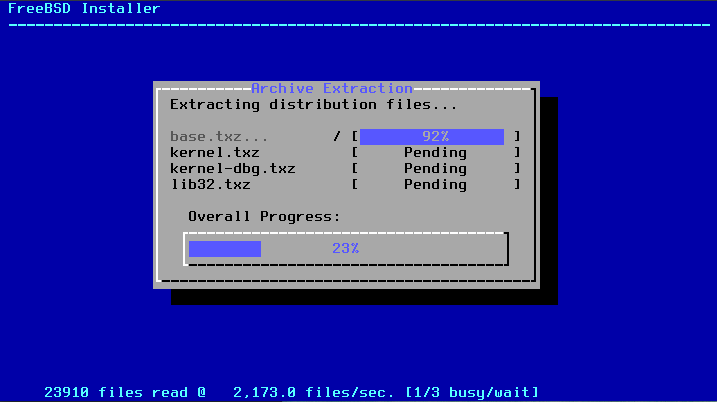 FreeBSD Installer
Archive Extraction
Extracting distribution files...
base.txz... / [ 92% ]
kernel.txz [ Pending ]
kernel-dbg.txz [ Pending ]
lib32.txz [ Pending ]
Overall Progress:
23%
23910 files read @ 2,173.0 files/sec. [1/3 busy/wait]